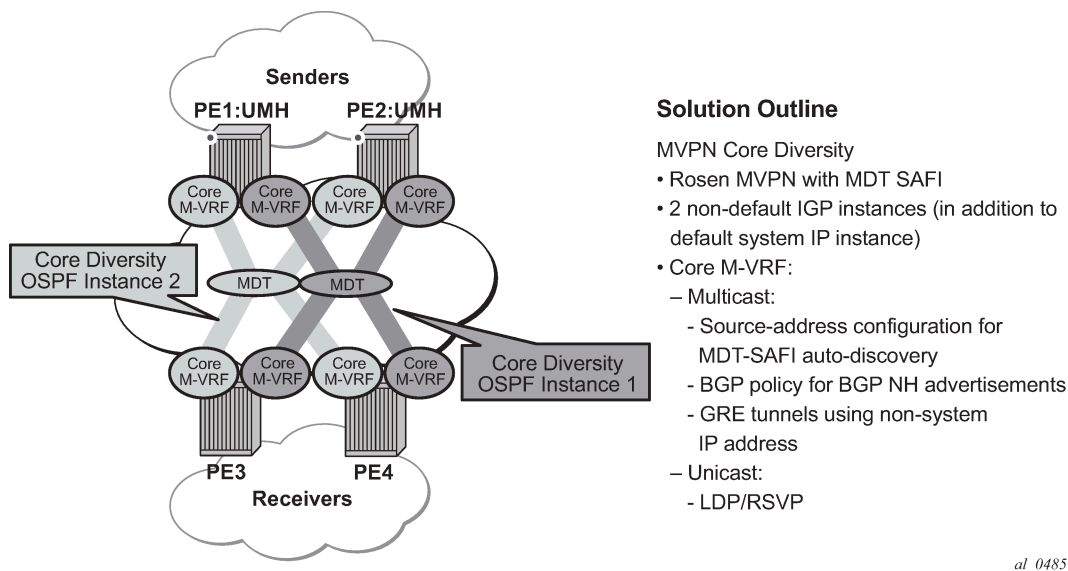 Senders
PE1:UMH
PE2:UMH
Core
M-VRF
Core
M-VRF
Core
M-VRF
Core
M-VRF
Core Diversity
OSPF Instance 2
MDT
MDT
Core Diversity
OSPF Instance 1
Core
M-VRF
Core
M-VRF
Core
M-VRF
Core
M-VRF
PE3
PE4
Receivers
Solution Outline
MVPN Core Diversity
• Rosen MVPN with MDT SAFI
• 2 non-default IGP instances (in addition to
default system IP instance)
• Core M-VRF:
– Multicast:
- Source-address configuration for
MDT-SAFI auto-discovery
- BGP policy for BGP NH advertisements
- GRE tunnels using non-system
IP address
– Unicast:
- LDP/RSVP
al_0485